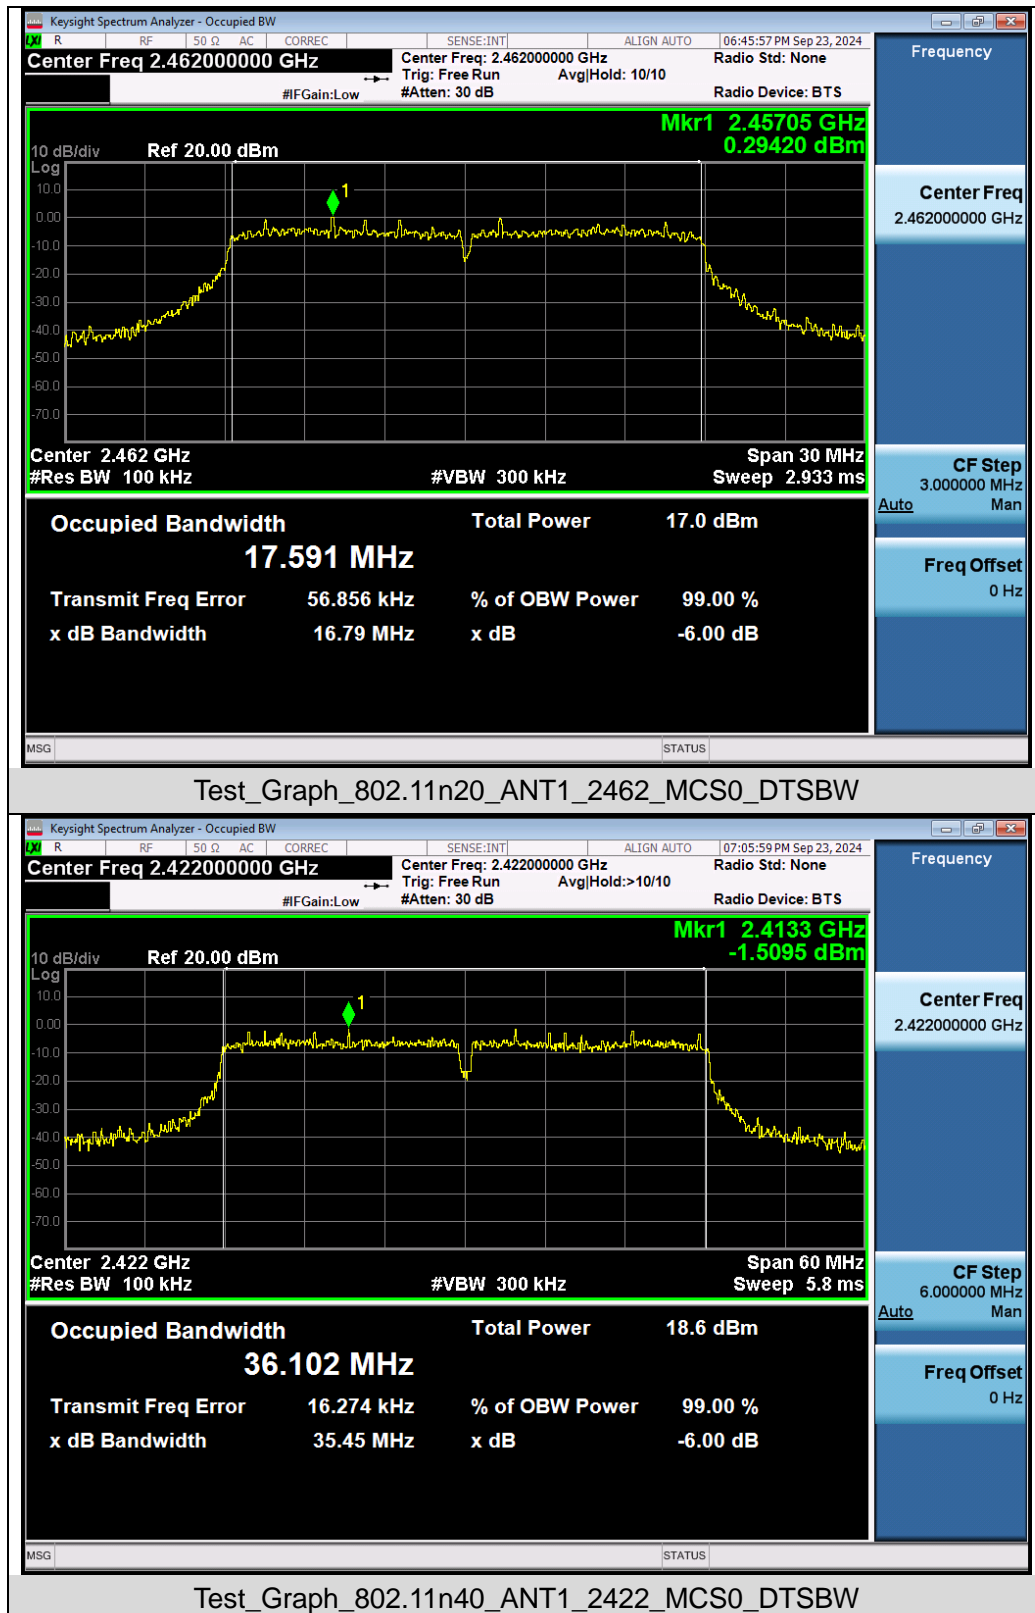 Keysight Spectrum Analyzer - Occupied BW
LXI R RF 50 Ω AC CORREC SENSE:INT ALIGN AUTO 06:45:57 PM Sep 23, 2024
Center Freq 2.462000000 GHz
Center Freq: 2.462000000 GHz
Radio Std: None
Trig: Free Run Avg|Hold: 10/10
#IFGain:Low
#Atten: 30 dB
Radio Device: BTS
Frequency
Mkr1 2.45705 GHz
0.29420 dBm
10 dB/div Ref 20.00 dBm
Log
10.0
1
0.00
-10.0
-20.0
-30.0
-40.0
-50.0
-60.0
-70.0
Center 2.462 GHz
Span 30 MHz
#Res BW 100 kHz
#VBW 300 kHz
Sweep 2.933 ms
Center Freq
2.462000000 GHz
CF Step
3.000000 MHz
Auto Man
Freq Offset
0 Hz
Occupied Bandwidth
Total Power 17.0 dBm
17.591 MHz
Transmit Freq Error 56.856 kHz % of OBW Power 99.00 %
x dB Bandwidth 16.79 MHz x dB -6.00 dB
MSG STATUS
Test_Graph_802.11n20_ANT1_2462_MCS0_DTSBW
Keysight Spectrum Analyzer - Occupied BW
LXI R RF 50 Ω AC CORREC SENSE:INT ALIGN AUTO 07:05:59 PM Sep 23, 2024
Center Freq 2.422000000 GHz
Center Freq: 2.422000000 GHz
Radio Std: None
Trig: Free Run Avg|Hold:>10/10
#IFGain:Low
#Atten: 30 dB
Radio Device: BTS
Frequency
Mkr1 2.4133 GHz
-1.5095 dBm
10 dB/div Ref 20.00 dBm
Log
10.0
1
0.00
-10.0
-20.0
-30.0
-40.0
-50.0
-60.0
-70.0
Center 2.422 GHz
Span 60 MHz
#Res BW 100 kHz
#VBW 300 kHz
Sweep 5.8 ms
Center Freq
2.422000000 GHz
CF Step
6.000000 MHz
Auto Man
Freq Offset
0 Hz
Occupied Bandwidth
Total Power 18.6 dBm
36.102 MHz
Transmit Freq Error 16.274 kHz % of OBW Power 99.00 %
x dB Bandwidth 35.45 MHz x dB -6.00 dB
MSG STATUS
Test_Graph_802.11n40_ANT1_2422_MCS0_DTSBW